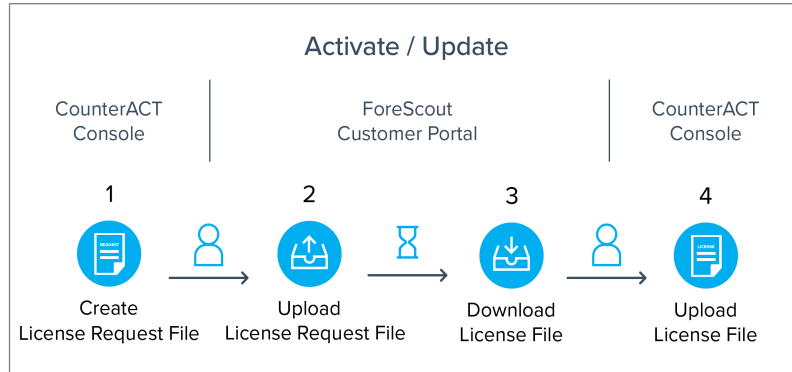 Activate / Update
CounterACT
Console
ForeScout
Customer Portal
CounterACT
Console
1
2
3
4
REQUEST
LICENSE
Create
License Request File
Upload
License Request File
Download
License File
Upload
License File